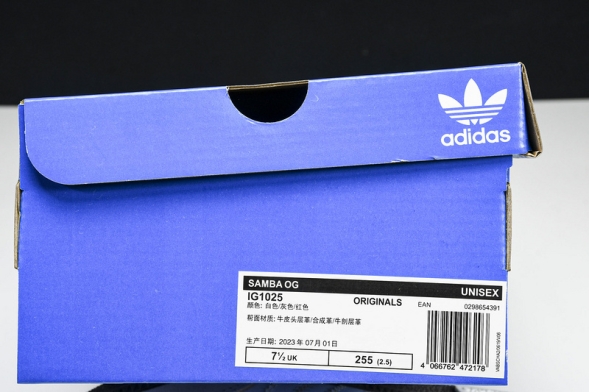 adidas
SAMBA OG
UNISEX
IG1025
ORIGINALS
EAN
0298654391
颜色: 白色/灰色/红色
鞋面材质: 牛皮头层革/合成革/牛剖层革
生产日期: 2023 年 07 月 01 日
7½ UK
255 (2.5)
4 066762 472178